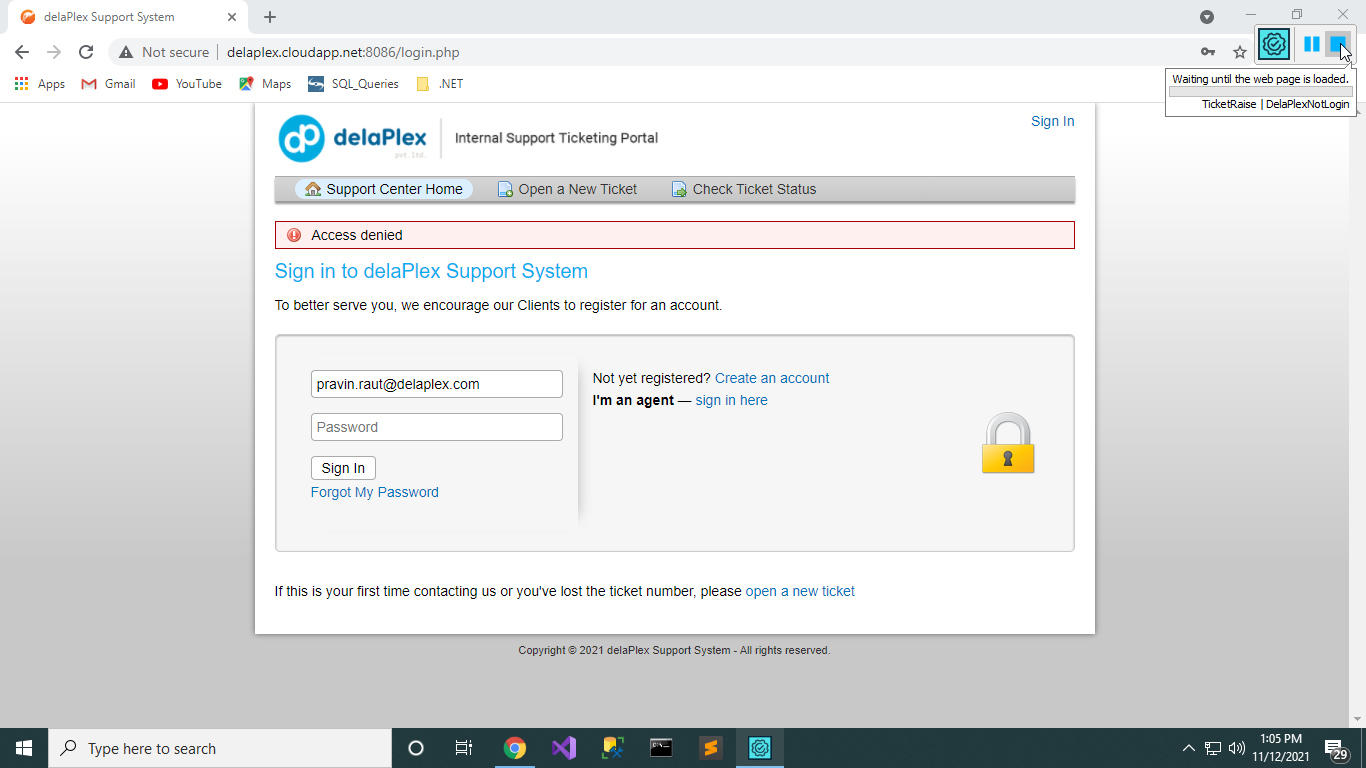 delaPlex Support System
Not secure
delaplex.cloudapp.net:8086/login.php
Apps
Gmail
YouTube
Maps
SQL_Queries
.NET
Waiting until the web page is loaded.
TicketRaise | DelaPlexNotLogin
dp delaPlex
pvt. ltd.
Internal Support Ticketing Portal
Sign In
Support Center Home
Open a New Ticket
Check Ticket Status
Access denied
Sign in to delaPlex Support System
To better serve you, we encourage our Clients to register for an account.
pravin.raut@delaplex.com
Password
Sign In
Forgot My Password
Not yet registered? Create an account
I'm an agent — sign in here
If this is your first time contacting us or you've lost the ticket number, please open a new ticket
Copyright © 2021 delaPlex Support System - All rights reserved.
Type here to search
1:05 PM
11/12/2021
29